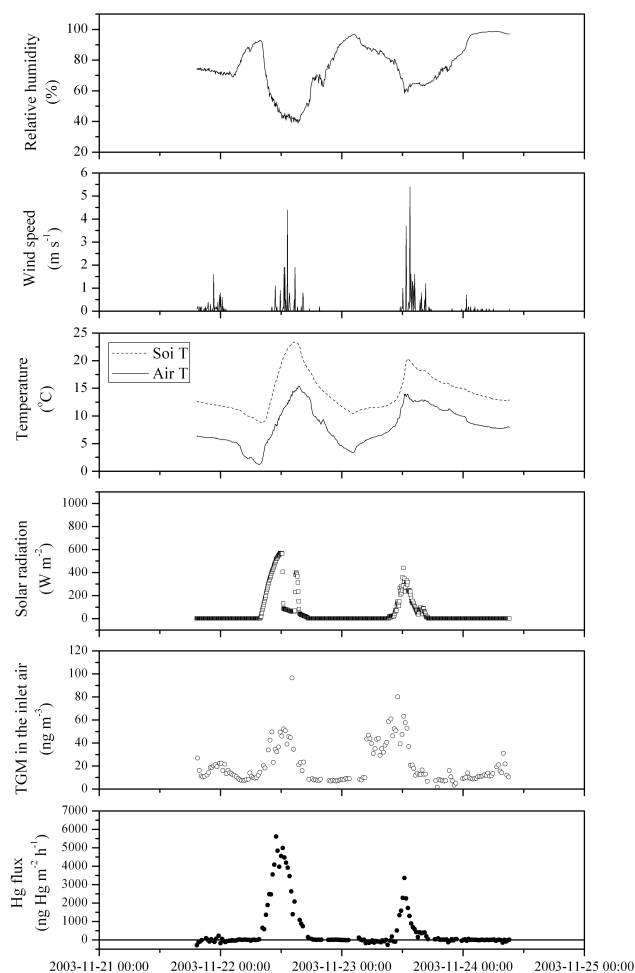 Relative humidity
(%)
100
80
60
40
20
Wind speed
(m s-1)
6
5
4
3
2
1
0
Temperature
(°C)
25
20
15
10
5
0
Soi T
Air T
Solar radiation
(W m-2)
1000
800
600
400
200
0
TGM in the inlet air
(ng m-3)
120
100
80
60
40
20
0
Hg flux
(ng Hg m-2 h-1)
7000
6000
5000
4000
3000
2000
1000
0
2003-11-21 00:00 2003-11-22 00:00 2003-11-23 00:00 2003-11-24 00:00 2003-11-25 00:00